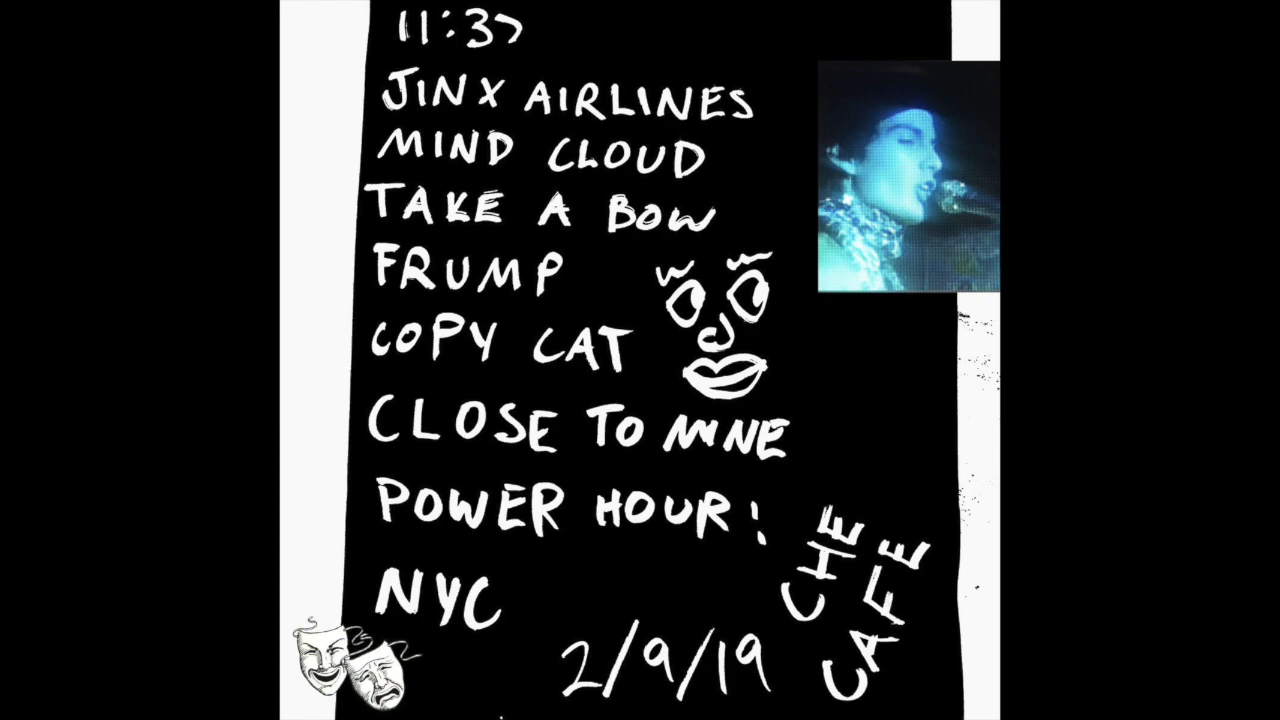 11:37
JINX AIRLINES
MIND CLOUD
TAKE A BOW
FRUMP
COPY CAT
CLOSE TO MINE
POWER HOUR!
NYC
2/9/19
CHE
CAFE